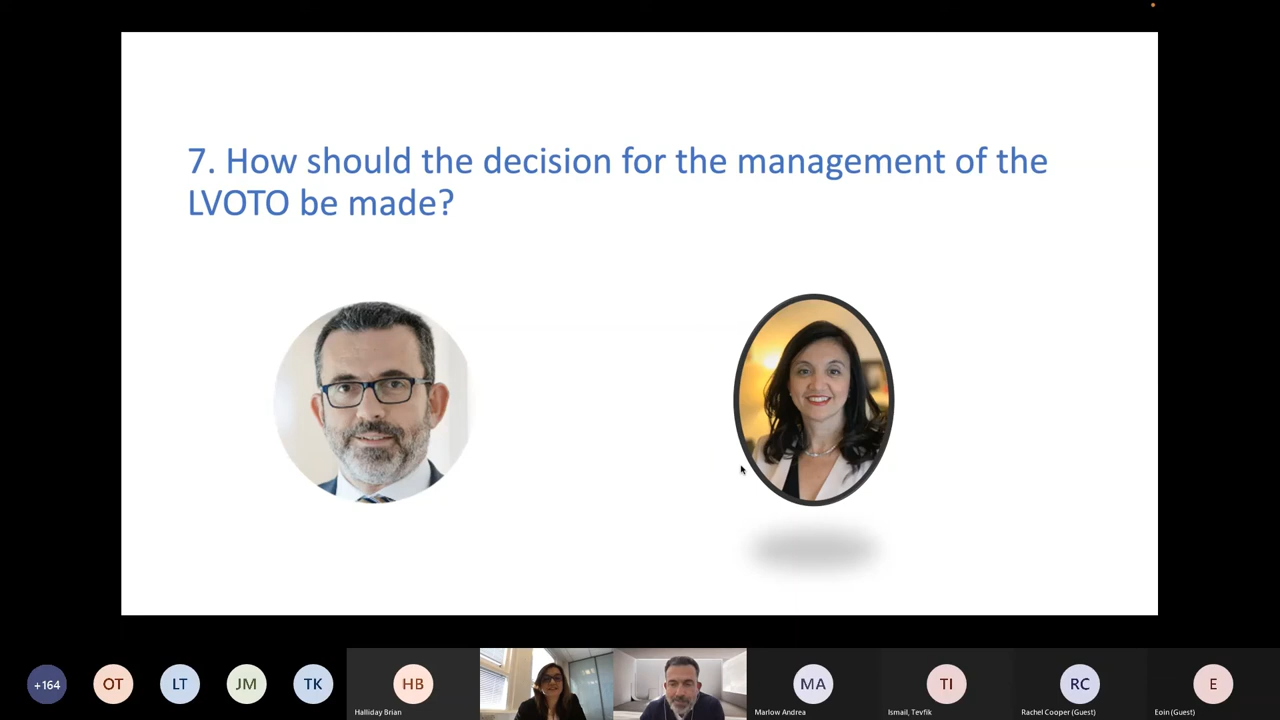 7. How should the decision for the management of the
LVOTO be made?
+164
OT
LT
JM
TK
HB
MA
TI
RC
E
Halliday Brian
Marlow Andrea
Ismail, Tevfik
Rachel Cooper (Guest)
Eoin (Guest)